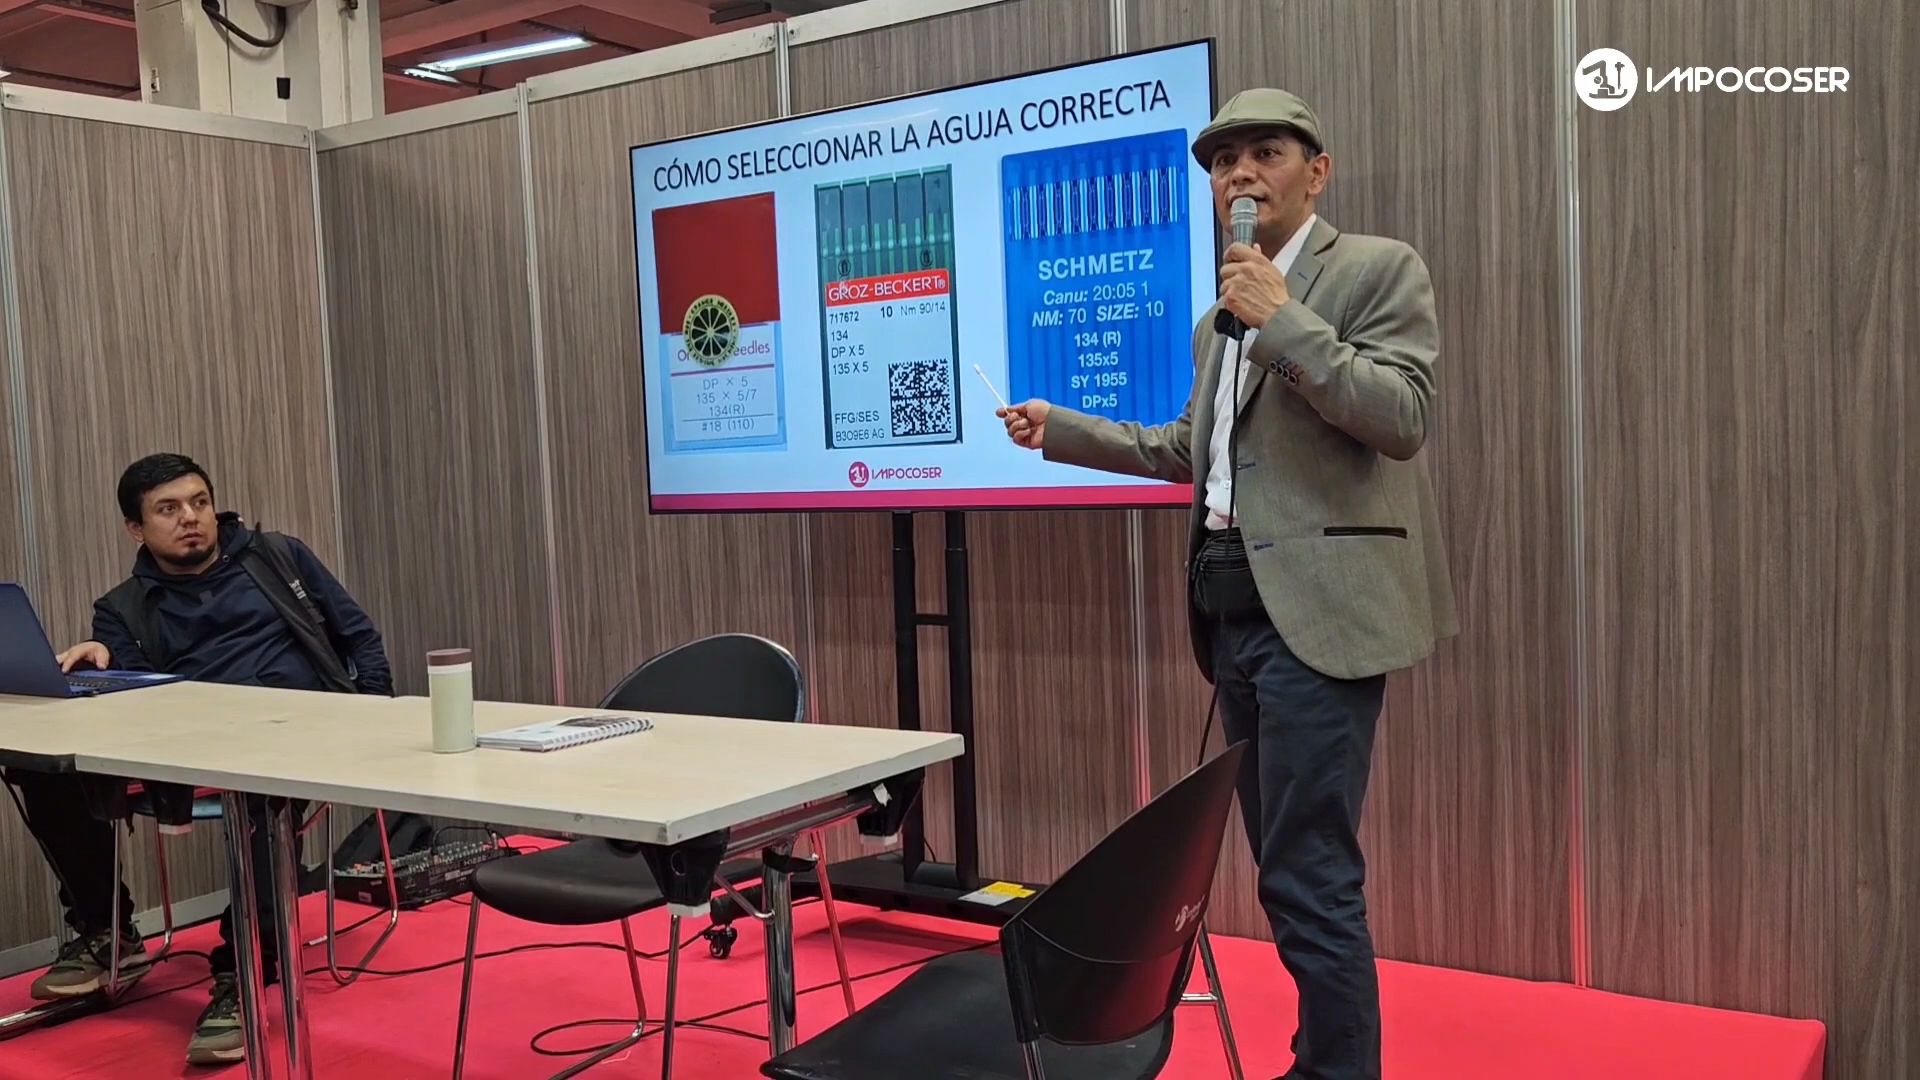 IMPOCOSER
CÓMO SELECCIONAR LA AGUJA CORRECTA
DP × 5
135 × 5/7
134(R)
#18 (110)
GROZ-BECKERT®
717672 10 Nm 90/14
134
DP X 5
135 X 5
FFG/SES
B309E6 AG
SCHMETZ
Canu: 20:05 1
NM: 70 SIZE: 10
134 (R)
135x5
SY 1955
DPx5
IMPOCOSER